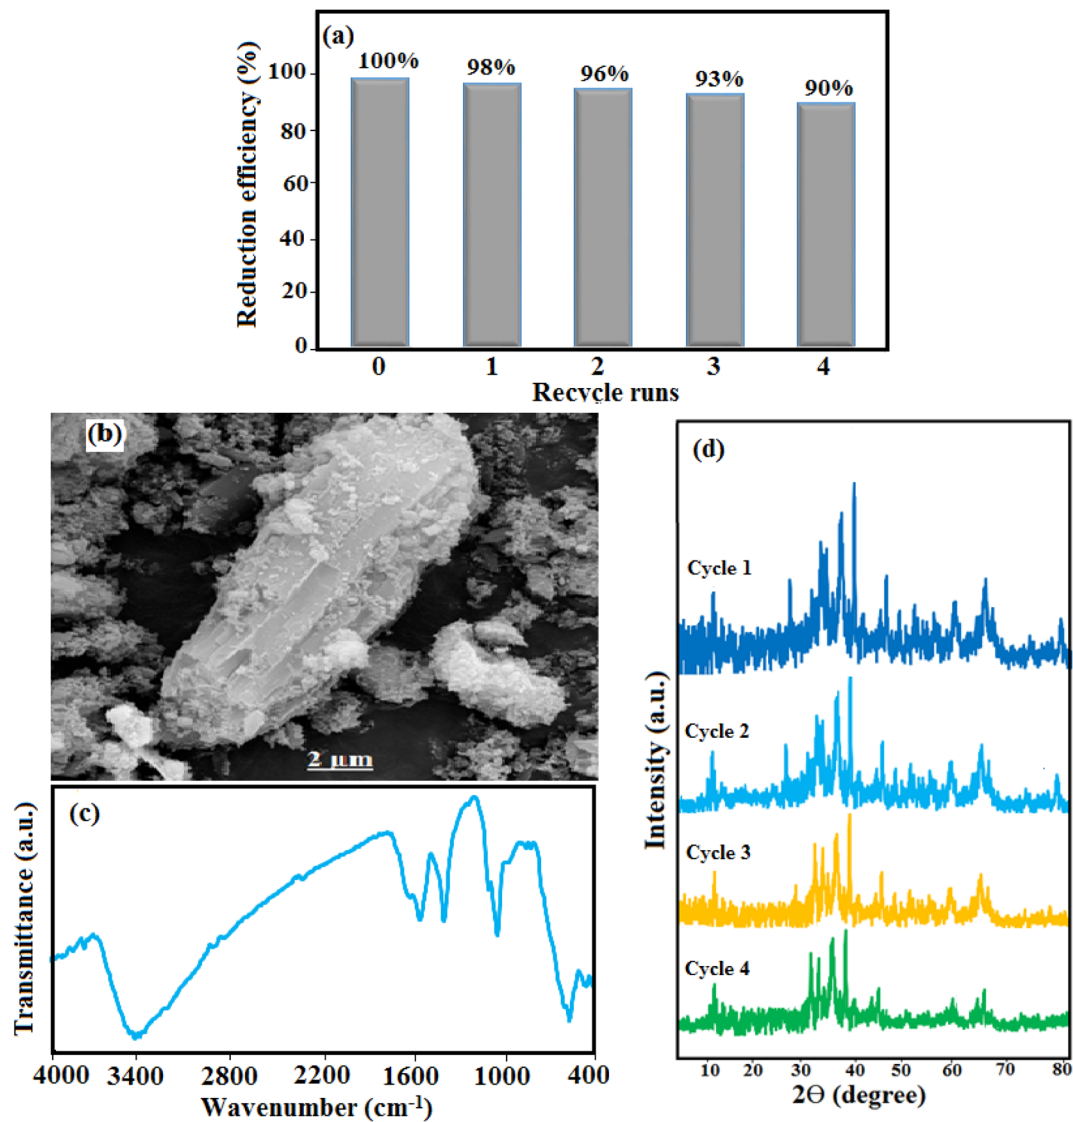 (a)
Reduction efficiency (%)
100
80
60
40
20
0
100%
98%
96%
93%
90%
0 1 2 3 4
Recycle runs
(b)
2 μm
(c)
Transmittance (a.u.)
4000 3400 2800 2200 1600 1000 400
Wavenumber (cm⁻¹)
(d)
Intensity (a.u.)
Cycle 1
Cycle 2
Cycle 3
Cycle 4
10 20 30 40 50 60 70 80
2Θ (degree)